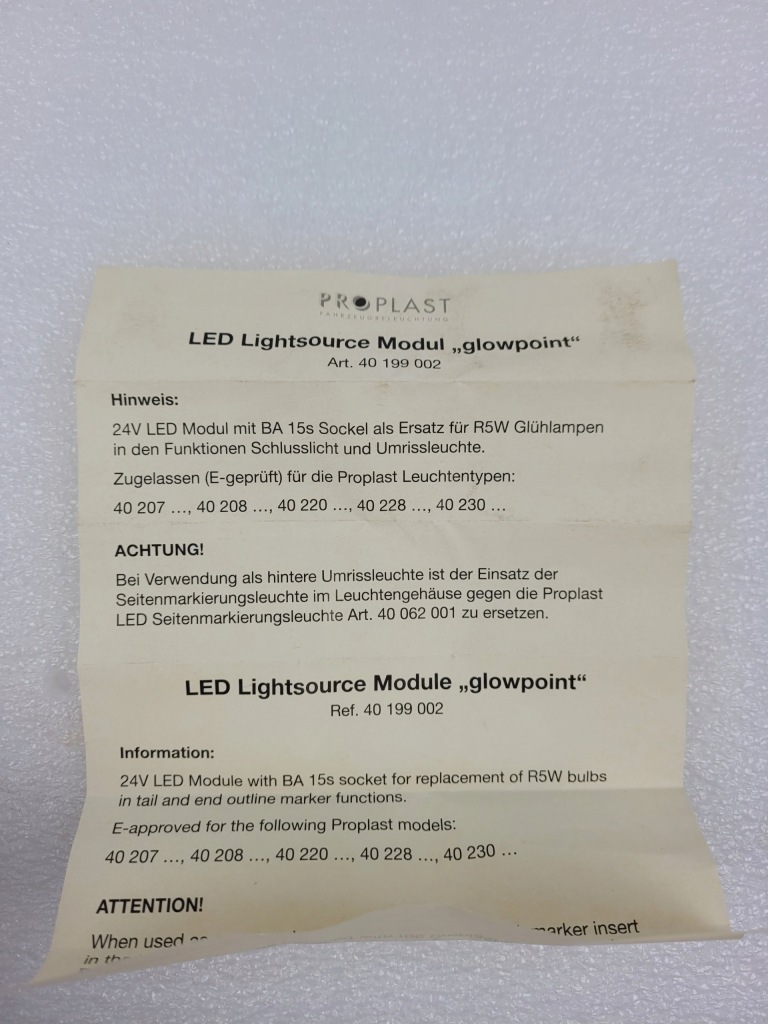 PROPLAST
FAHRZEUGBELEUCHTUNG
LED Lightsource Modul „glowpoint“
Art. 40 199 002
Hinweis:
24V LED Modul mit BA 15s Sockel als Ersatz für R5W Glühlampen
in den Funktionen Schlusslicht und Umrissleuchte.
Zugelassen (E-geprüft) für die Proplast Leuchtentypen:
40 207 ..., 40 208 ..., 40 220 ..., 40 228 ..., 40 230 ...
ACHTUNG!
Bei Verwendung als hintere Umrissleuchte ist der Einsatz der
Seitenmarkierungsleuchte im Leuchtengehäuse gegen die Proplast
LED Seitenmarkierungsleuchte Art. 40 062 001 zu ersetzen.
LED Lightsource Module „glowpoint“
Ref. 40 199 002
Information:
24V LED Module with BA 15s socket for replacement of R5W bulbs
in tail and end outline marker functions.
E-approved for the following Proplast models:
40 207 ..., 40 208 ..., 40 220 ..., 40 228 ..., 40 230 ...
ATTENTION!
When used marker insert
in